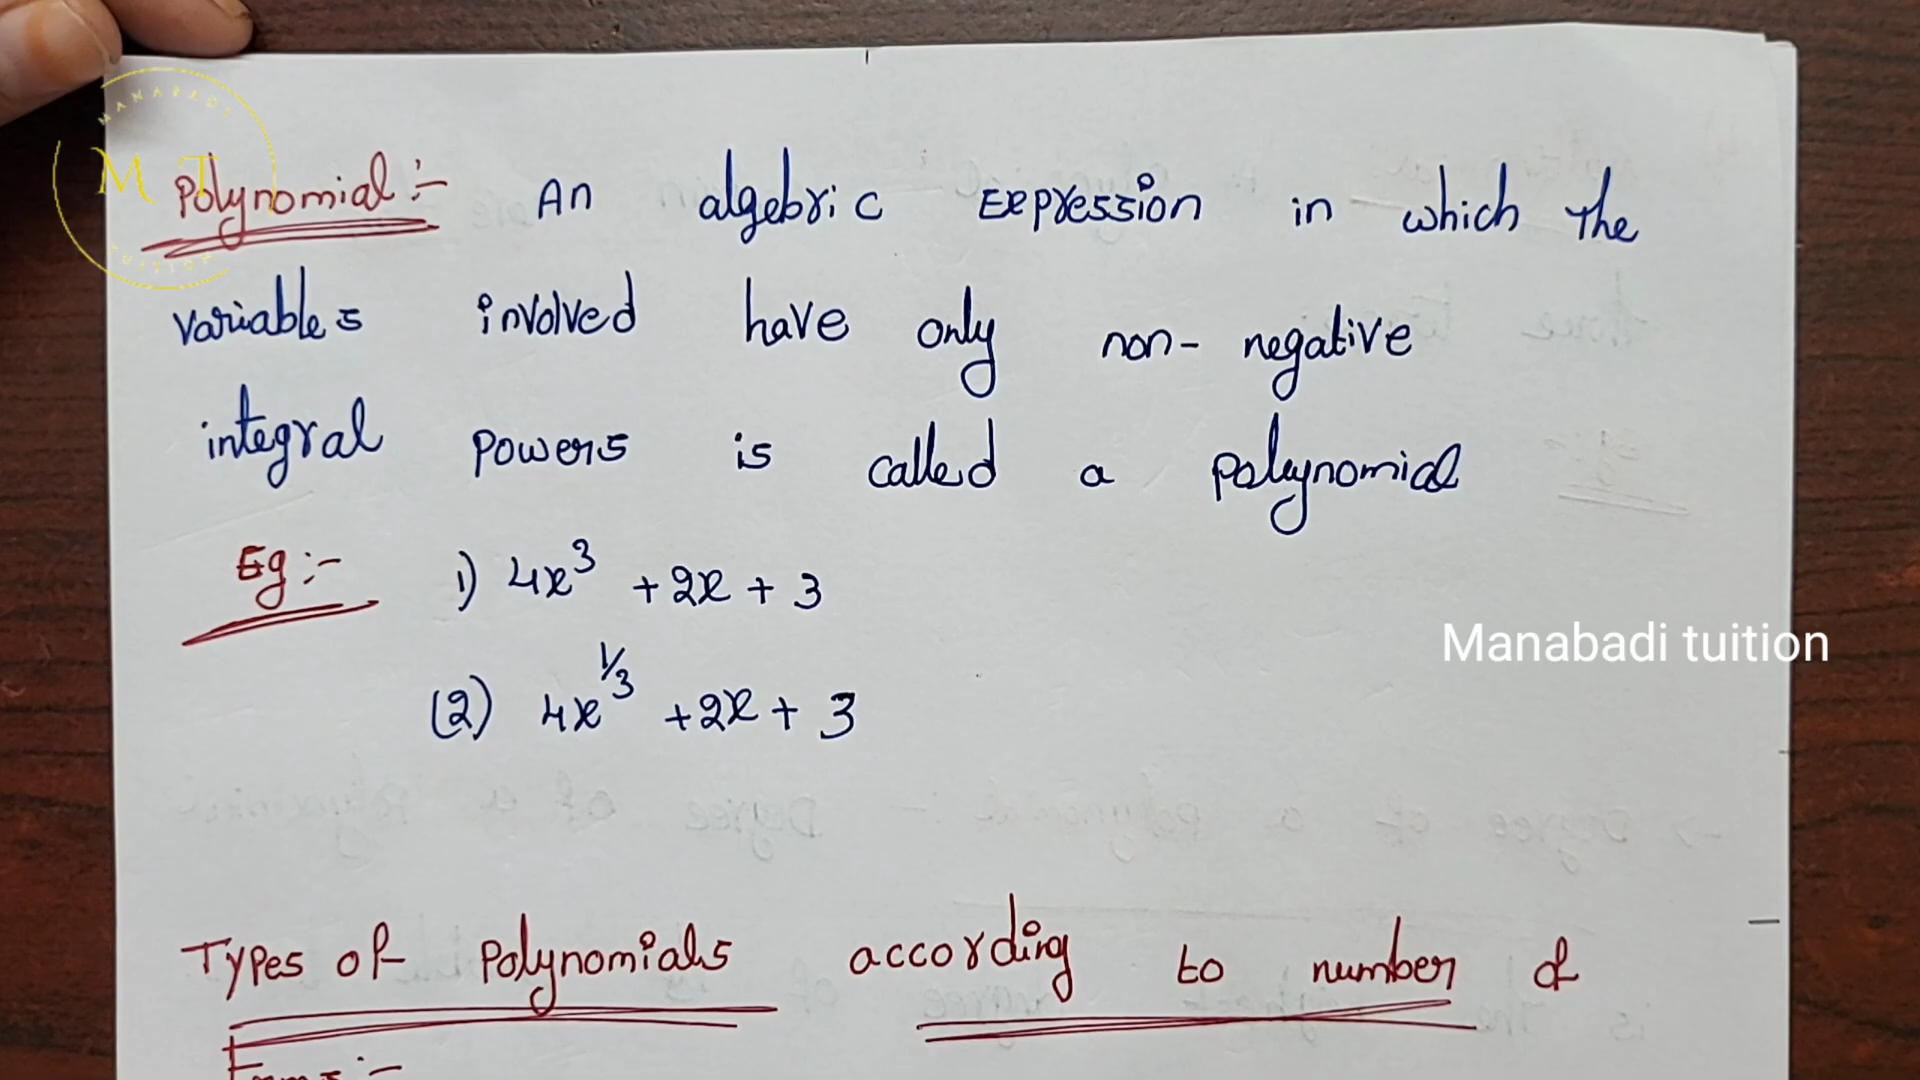 MANABADI
M T
TUITION
Polynomial :- An algebric Expression in which the
variables involved have only non-negative
integral powers is called a polynomial
Eg :- 1) 4x³ + 2x + 3
(2) 4x^1/3 + 2x + 3
Manabadi tuition
Types of Polynomials according to number of